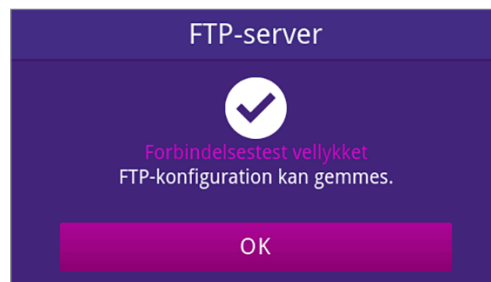 FTP-server
Forbindelsestest vellykket
FTP-konfiguration kan gemmes.
OK